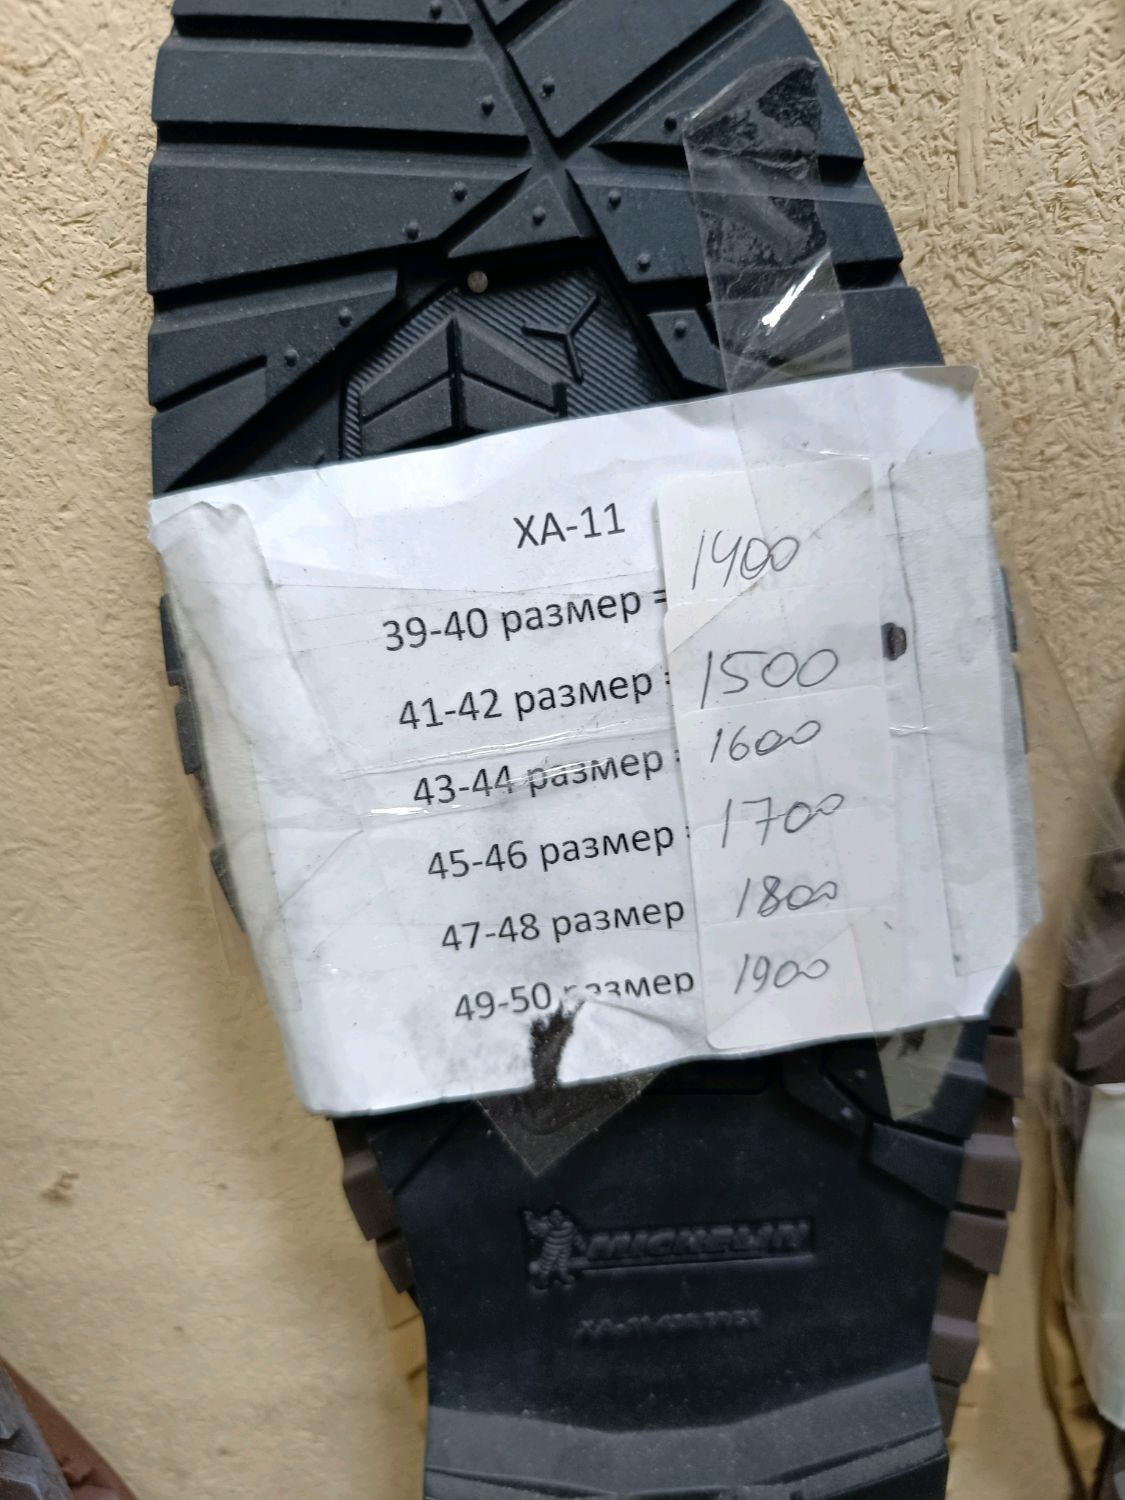 ХА-11
39-40 размер = 1400
41-42 размер = 1500
43-44 размер = 1600
45-46 размер = 1700
47-48 размер 1800
49-50 размер 1900
MICHELIN